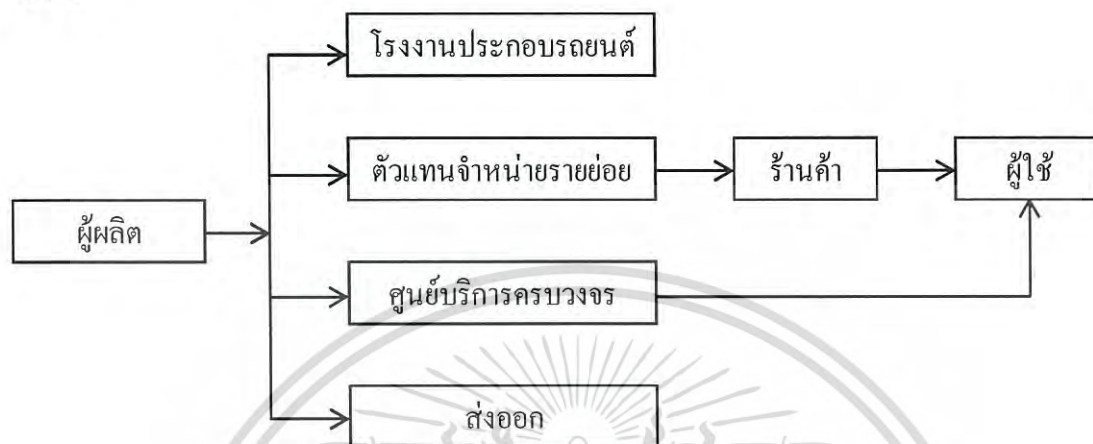 โรงงานประกอบรถยนต์
ตัวแทนจำหน่ายรายย่อย
ร้านค้า
ผู้ใช้
ผู้ผลิต
ศูนย์บริการครบวงจร
ส่งออก